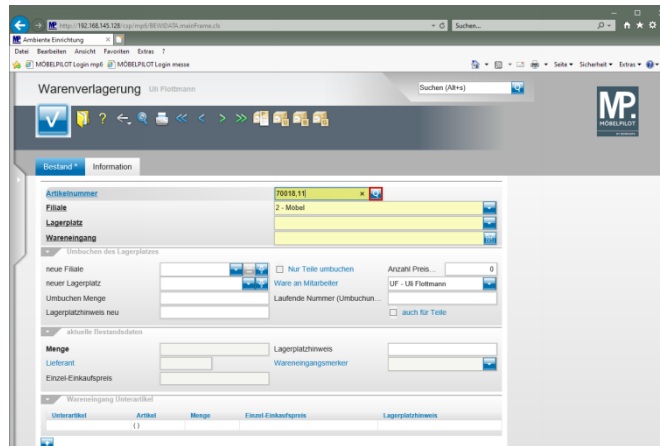 http://192.168.145.128/csp/mp6/BEWIDATA.mainFrame.cls
Suchen...
Ambiente Einrichtung
Datei Bearbeiten Ansicht Favoriten Extras ?
MÖBELPILOT Login mp6 MÖBELPILOT Login messe
Seite Sicherheit Extras
Warenverlagerung Uli Flottmann
Suchen (Alt+s)
MP.
MÖBELPILOT
Bestand * Information
Artikelnummer 70018,11
Filiale 2 - Möbel
Lagerplatz
Wareneingang
Umbuchen des Lagerplatzes
neue Filiale Nur Teile umbuchen Anzahl Preis... 0
neuer Lagerplatz Ware an Mitarbeiter UF - Uli Flottmann
Umbuchen Menge Laufende Nummer (Umbuchun...
Lagerplatzhinweis neu auch für Teile
aktuelle Bestandsdaten
Menge Lagerplatzhinweis
Lieferant Wareneingangsmerker
Einzel-Einkaufspreis
Wareneingang Unterartikel
Unterartikel Artikel Menge Einzel-Einkaufspreis Lagerplatzhinweis
( )